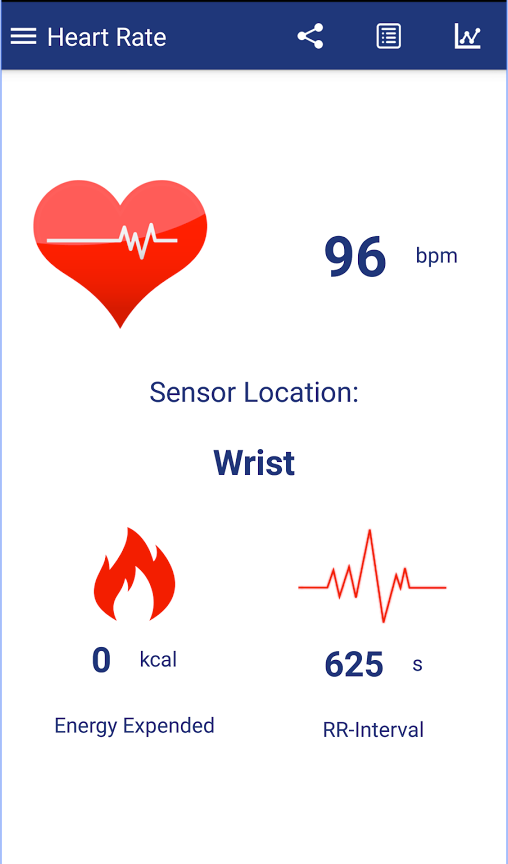 Heart Rate
96 bpm
Sensor Location:
Wrist
0 kcal
625 s
Energy Expended
RR-Interval